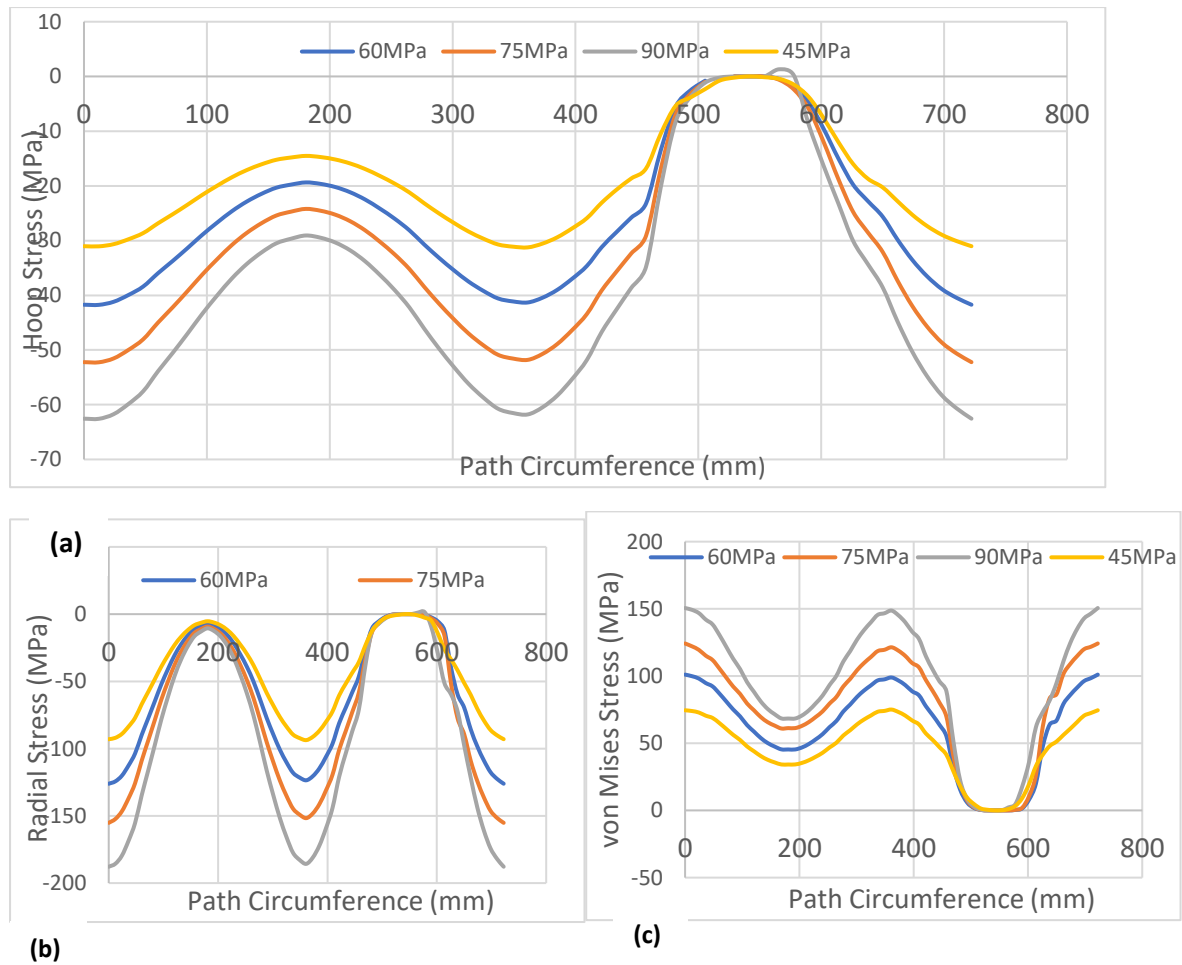 10
60MPa 75MPa 90MPa 45MPa
0
0 100 200 300 400 500 600 700 800
-10
-20
-30
-40
-50
-60
-70
Hoop Stress (MPa)
Path Circumference (mm)
(a)
60MPa 75MPa
0
0 200 400 600 800
-50
-100
-150
-200
Radial Stress (MPa)
Path Circumference (mm)
(b)
200
60MPa 75MPa 90MPa 45MPa
150
100
50
0
0 200 400 600 800
-50
von Mises Stress (MPa)
Path Circumference (mm)
(c)